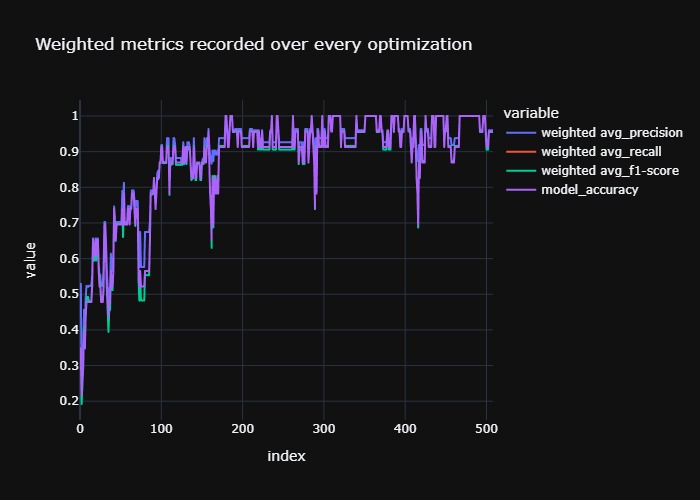 Weighted metrics recorded over every optimization
variable
weighted avg_precision
weighted avg_recall
weighted avg_f1-score
model_accuracy
1
0.9
0.8
0.7
0.6
0.5
0.4
0.3
0.2
value
0 100 200 300 400 500
index